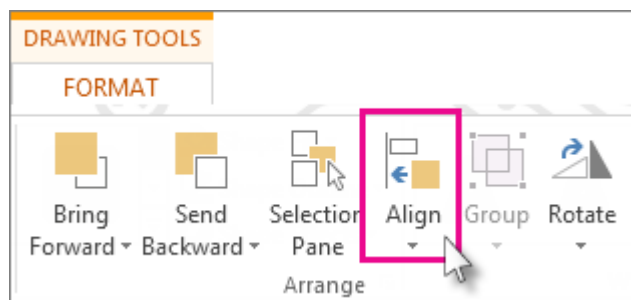 DRAWING TOOLS
FORMAT
Bring Send Selection Align Group Rotate
Forward Backward Pane
Arrange